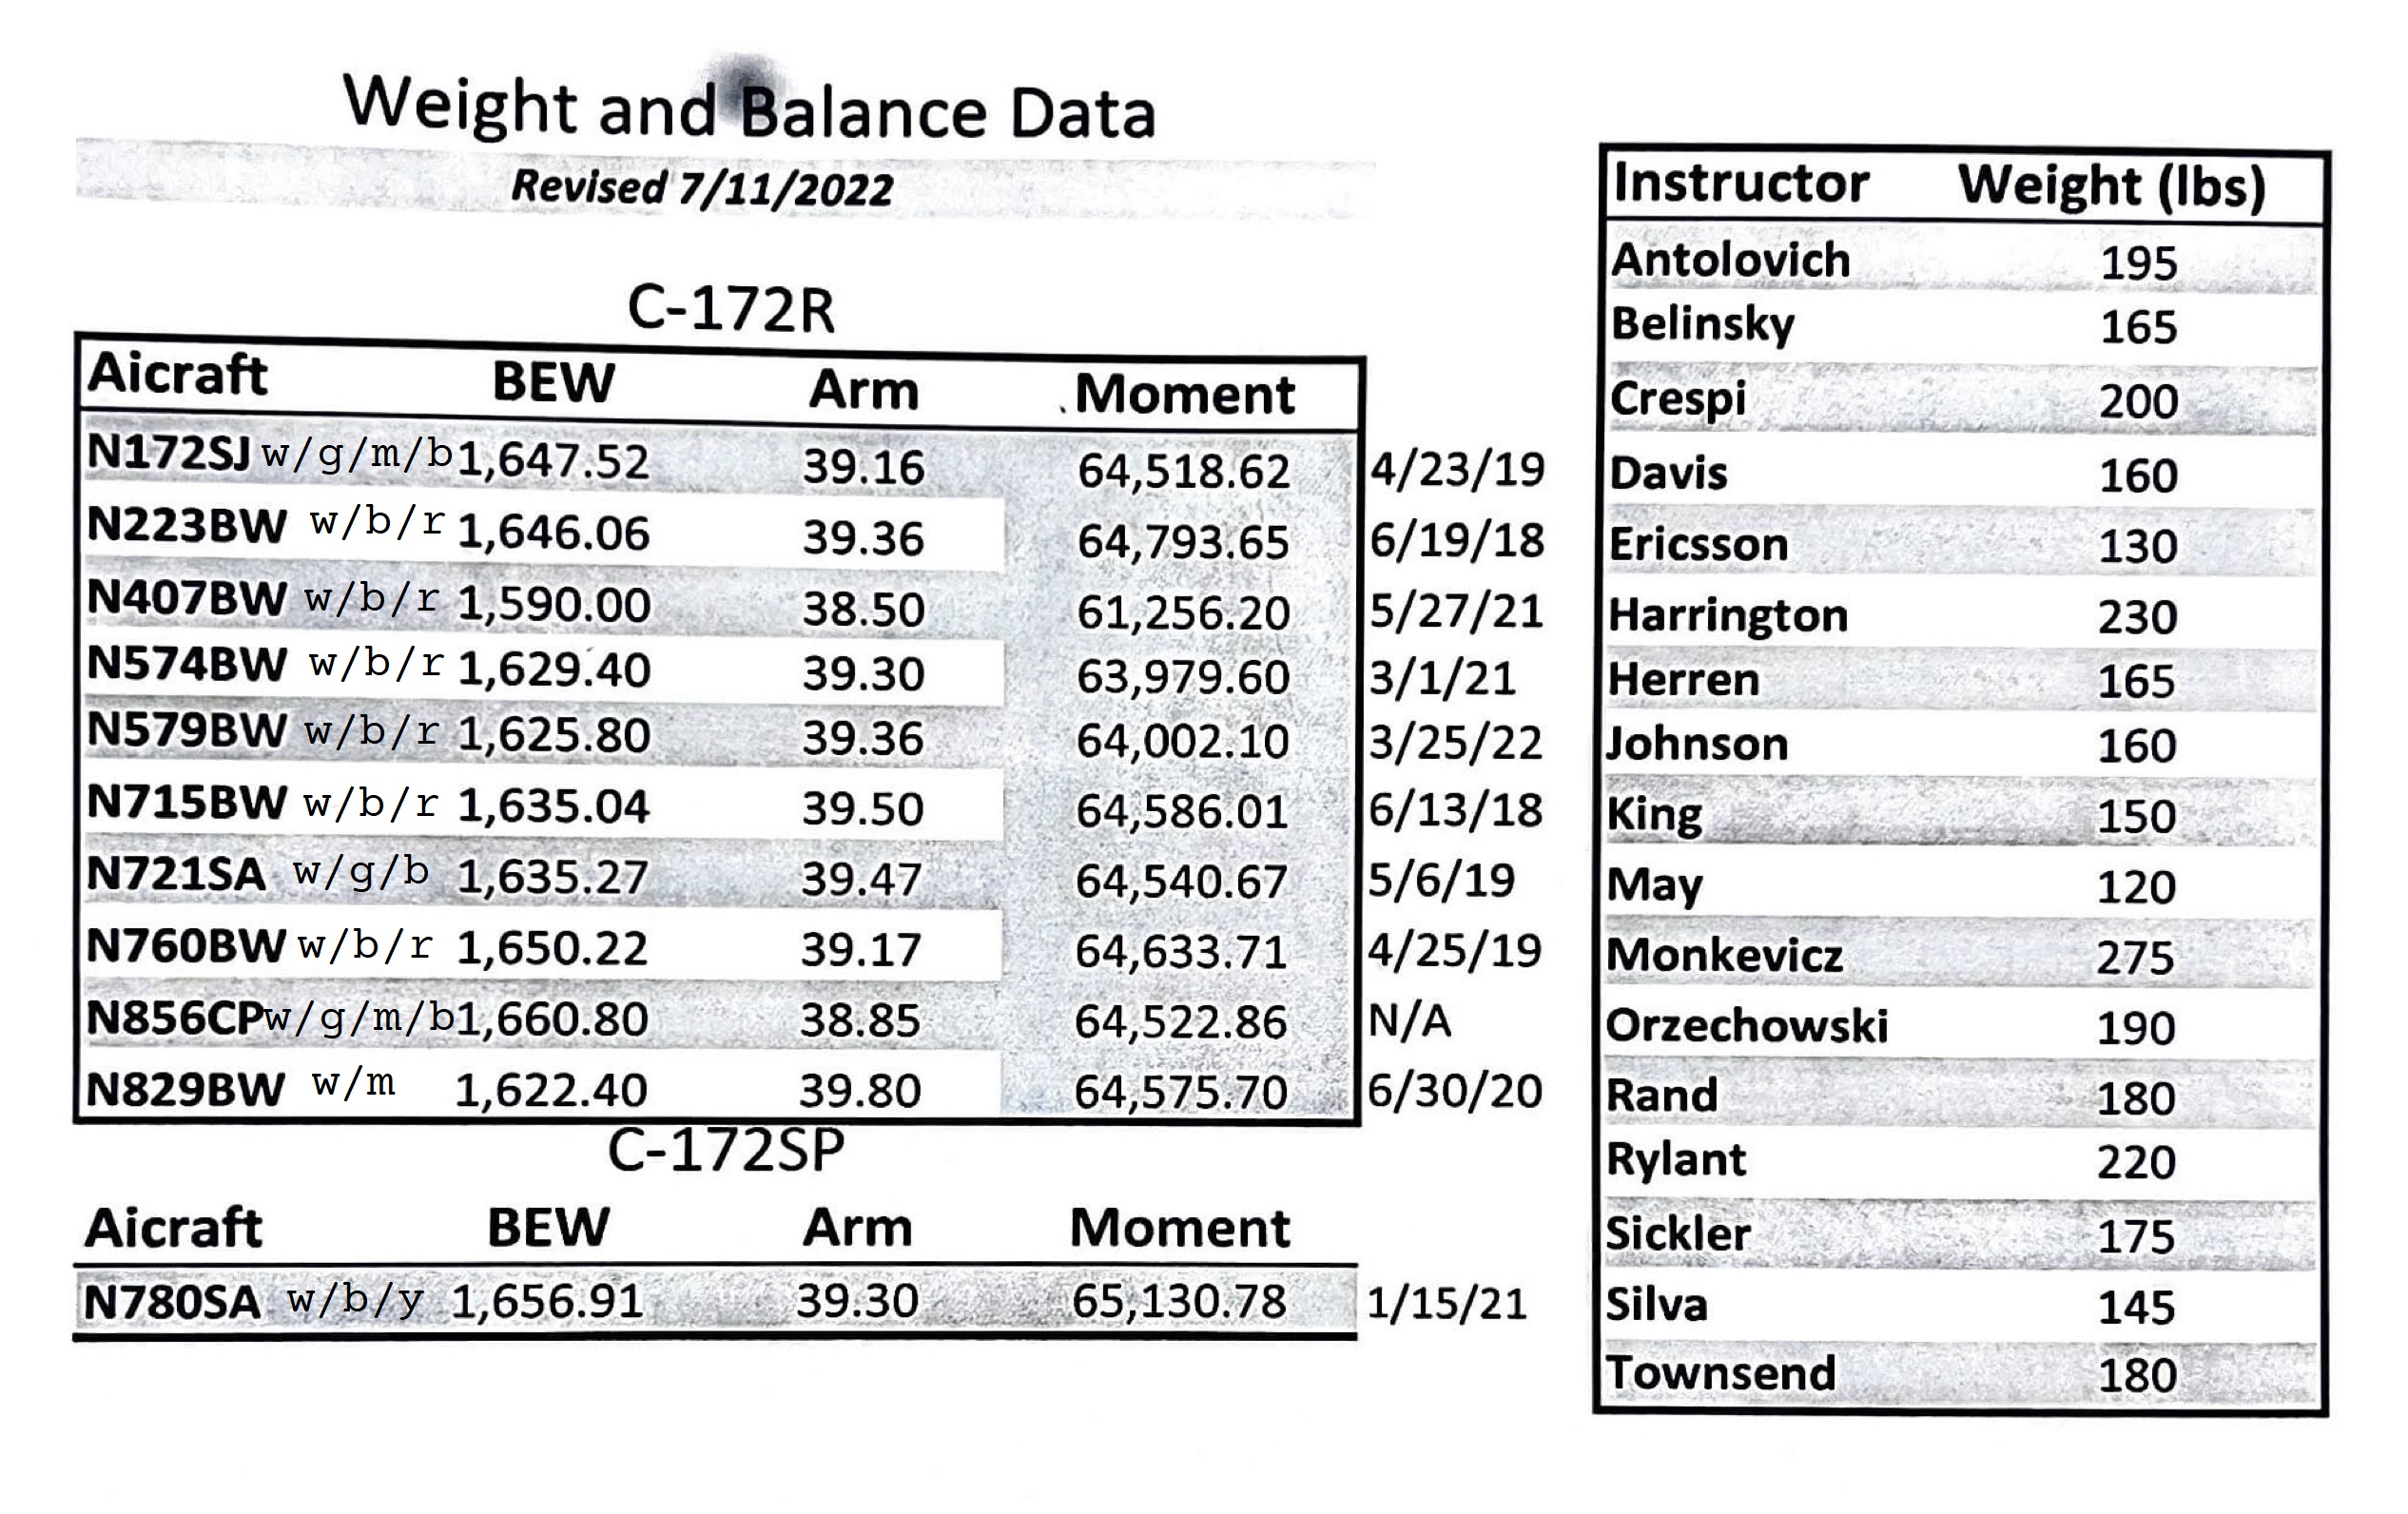 Weight and Balance Data
Revised 7/11/2022
C-172R
Aicraft BEW Arm Moment
N172SJ w/g/m/b 1,647.52 39.16 64,518.62 4/23/19
N223BW w/b/r 1,646.06 39.36 64,793.65 6/19/18
N407BW w/b/r 1,590.00 38.50 61,256.20 5/27/21
N574BW w/b/r 1,629.40 39.30 63,979.60 3/1/21
N579BW w/b/r 1,625.80 39.36 64,002.10 3/25/22
N715BW w/b/r 1,635.04 39.50 64,586.01 6/13/18
N721SA w/g/b 1,635.27 39.47 64,540.67 5/6/19
N760BW w/b/r 1,650.22 39.17 64,633.71 4/25/19
N856CP w/g/m/b 1,660.80 38.85 64,522.86 N/A
N829BW w/m 1,622.40 39.80 64,575.70 6/30/20
C-172SP
Aicraft BEW Arm Moment
N780SA w/b/y 1,656.91 39.30 65,130.78 1/15/21
Instructor Weight (lbs)
Antolovich 195
Belinsky 165
Crespi 200
Davis 160
Ericsson 130
Harrington 230
Herren 165
Johnson 160
King 150
May 120
Monkevicz 275
Orzechowski 190
Rand 180
Rylant 220
Sickler 175
Silva 145
Townsend 180